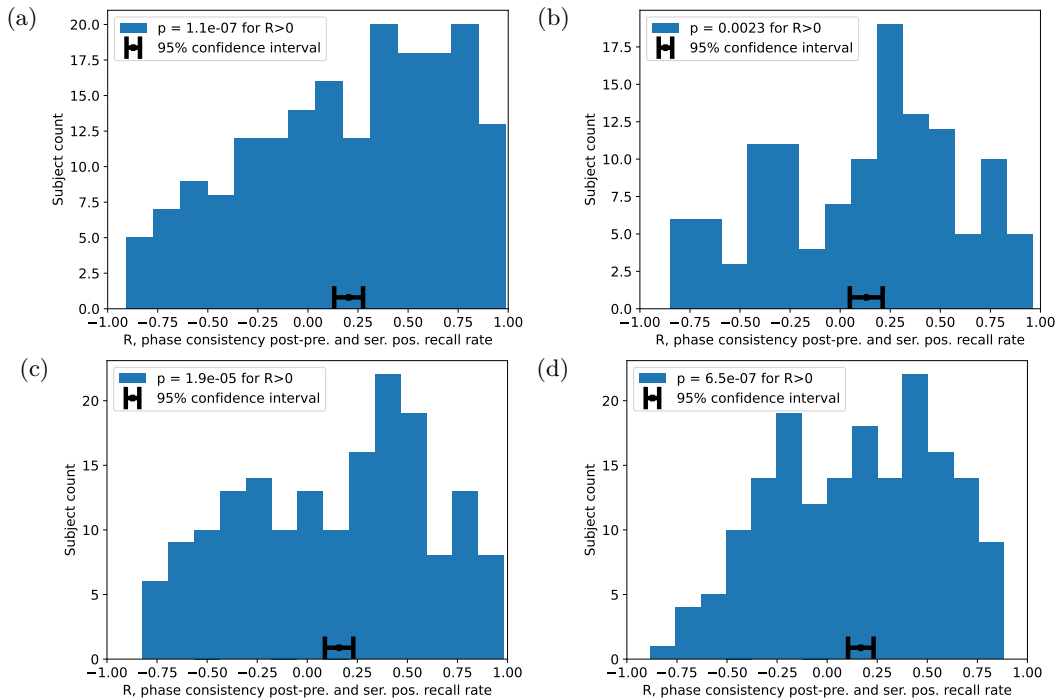 (a)
p = 1.1e-07 for R>0
95% confidence interval
Subject count
20.0
17.5
15.0
12.5
10.0
7.5
5.0
2.5
0.0
−1.00 −0.75 −0.50 −0.25 0.00 0.25 0.50 0.75 1.00
R, phase consistency post-pre. and ser. pos. recall rate
(b)
p = 0.0023 for R>0
95% confidence interval
Subject count
17.5
15.0
12.5
10.0
7.5
5.0
2.5
0.0
−1.00 −0.75 −0.50 −0.25 0.00 0.25 0.50 0.75 1.00
R, phase consistency post-pre. and ser. pos. recall rate
(c)
p = 1.9e-05 for R>0
95% confidence interval
Subject count
20
15
10
5
0
−1.00 −0.75 −0.50 −0.25 0.00 0.25 0.50 0.75 1.00
R, phase consistency post-pre. and ser. pos. recall rate
(d)
p = 6.5e-07 for R>0
95% confidence interval
Subject count
20
15
10
5
0
−1.00 −0.75 −0.50 −0.25 0.00 0.25 0.50 0.75 1.00
R, phase consistency post-pre. and ser. pos. recall rate